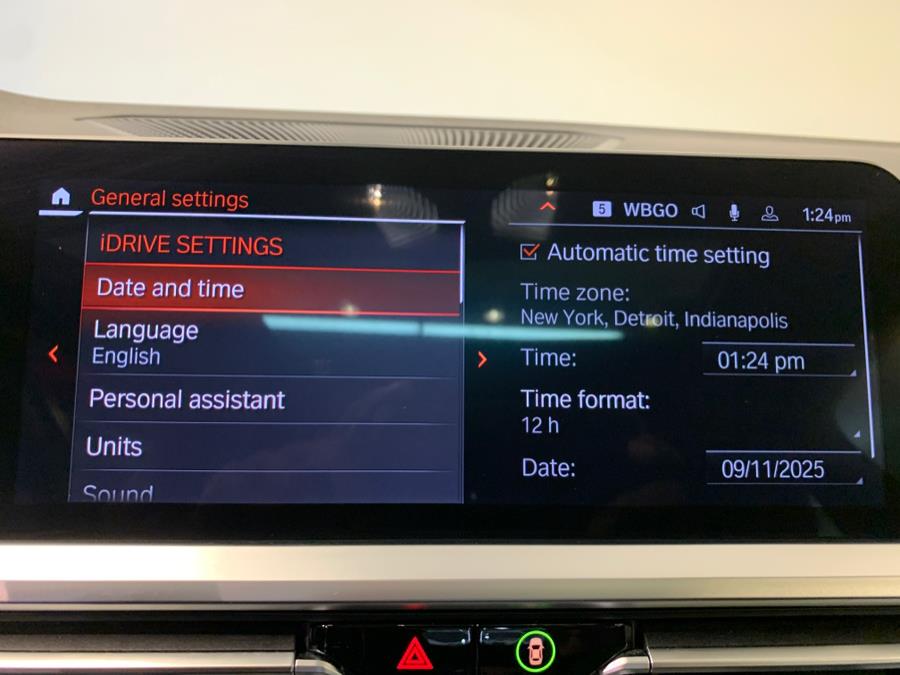 General settings
5 WBGO 1:24pm
iDRIVE SETTINGS
Date and time
Language
English
Personal assistant
Units
Sound
Automatic time setting
Time zone:
New York, Detroit, Indianapolis
Time: 01:24 pm
Time format:
12 h
Date: 09/11/2025